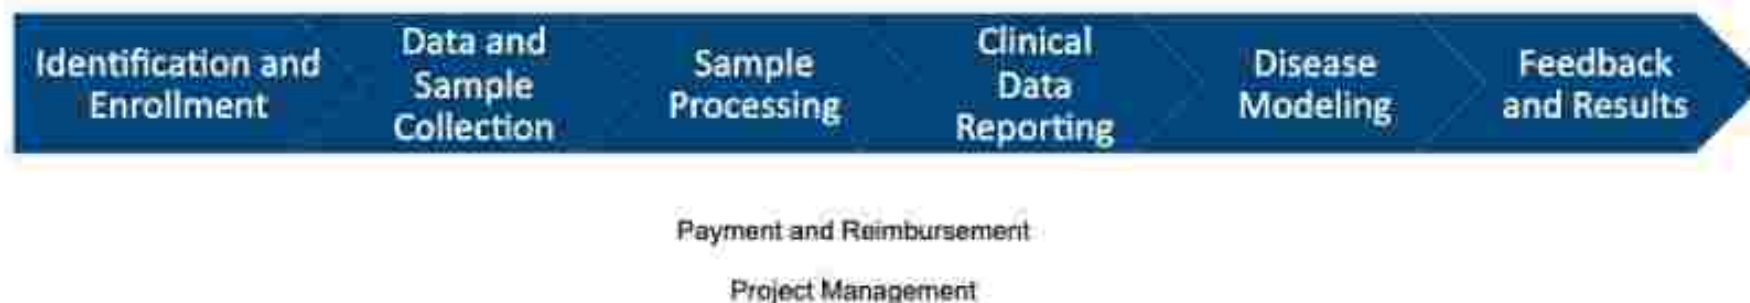 Identification and
Enrollment
Data and
Sample
Collection
Sample
Processing
Clinical
Data
Reporting
Disease
Modeling
Feedback
and Results
Payment and Reimbursement
Project Management